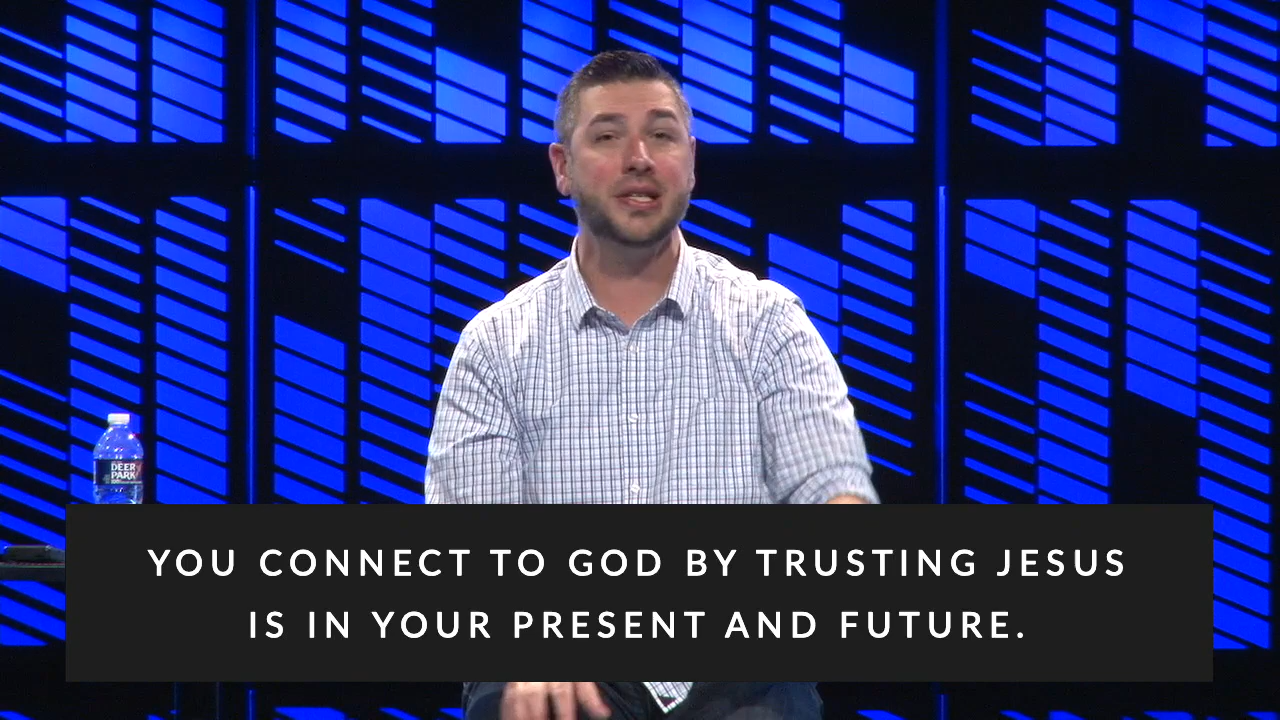 DEER
PARK
YOU CONNECT TO GOD BY TRUSTING JESUS
IS IN YOUR PRESENT AND FUTURE.